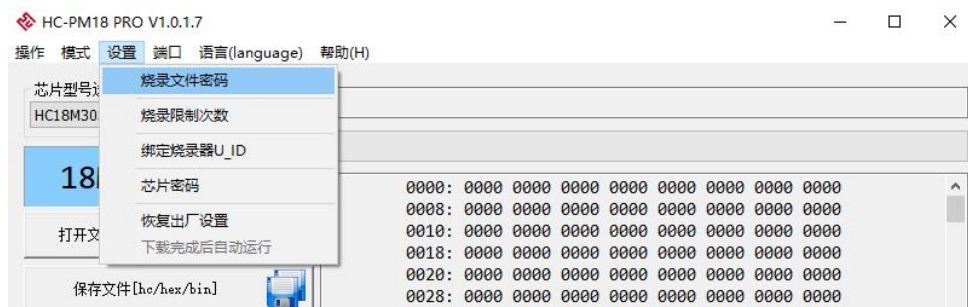 HC-PM18 PRO V1.0.1.7
操作 模式 设置 端口 语言(language) 帮助(H)
芯片型号
HC18M30
烧录文件密码
烧录限制次数
绑定烧录器U_ID
芯片密码
恢复出厂设置
下载完成后自动运行
18
打开文
保存文件[hc/hex/bin]
0000: 0000 0000 0000 0000 0000 0000 0000 0000
0008: 0000 0000 0000 0000 0000 0000 0000 0000
0010: 0000 0000 0000 0000 0000 0000 0000 0000
0018: 0000 0000 0000 0000 0000 0000 0000 0000
0020: 0000 0000 0000 0000 0000 0000 0000 0000
0028: 0000 0000 0000 0000 0000 0000 0000 0000